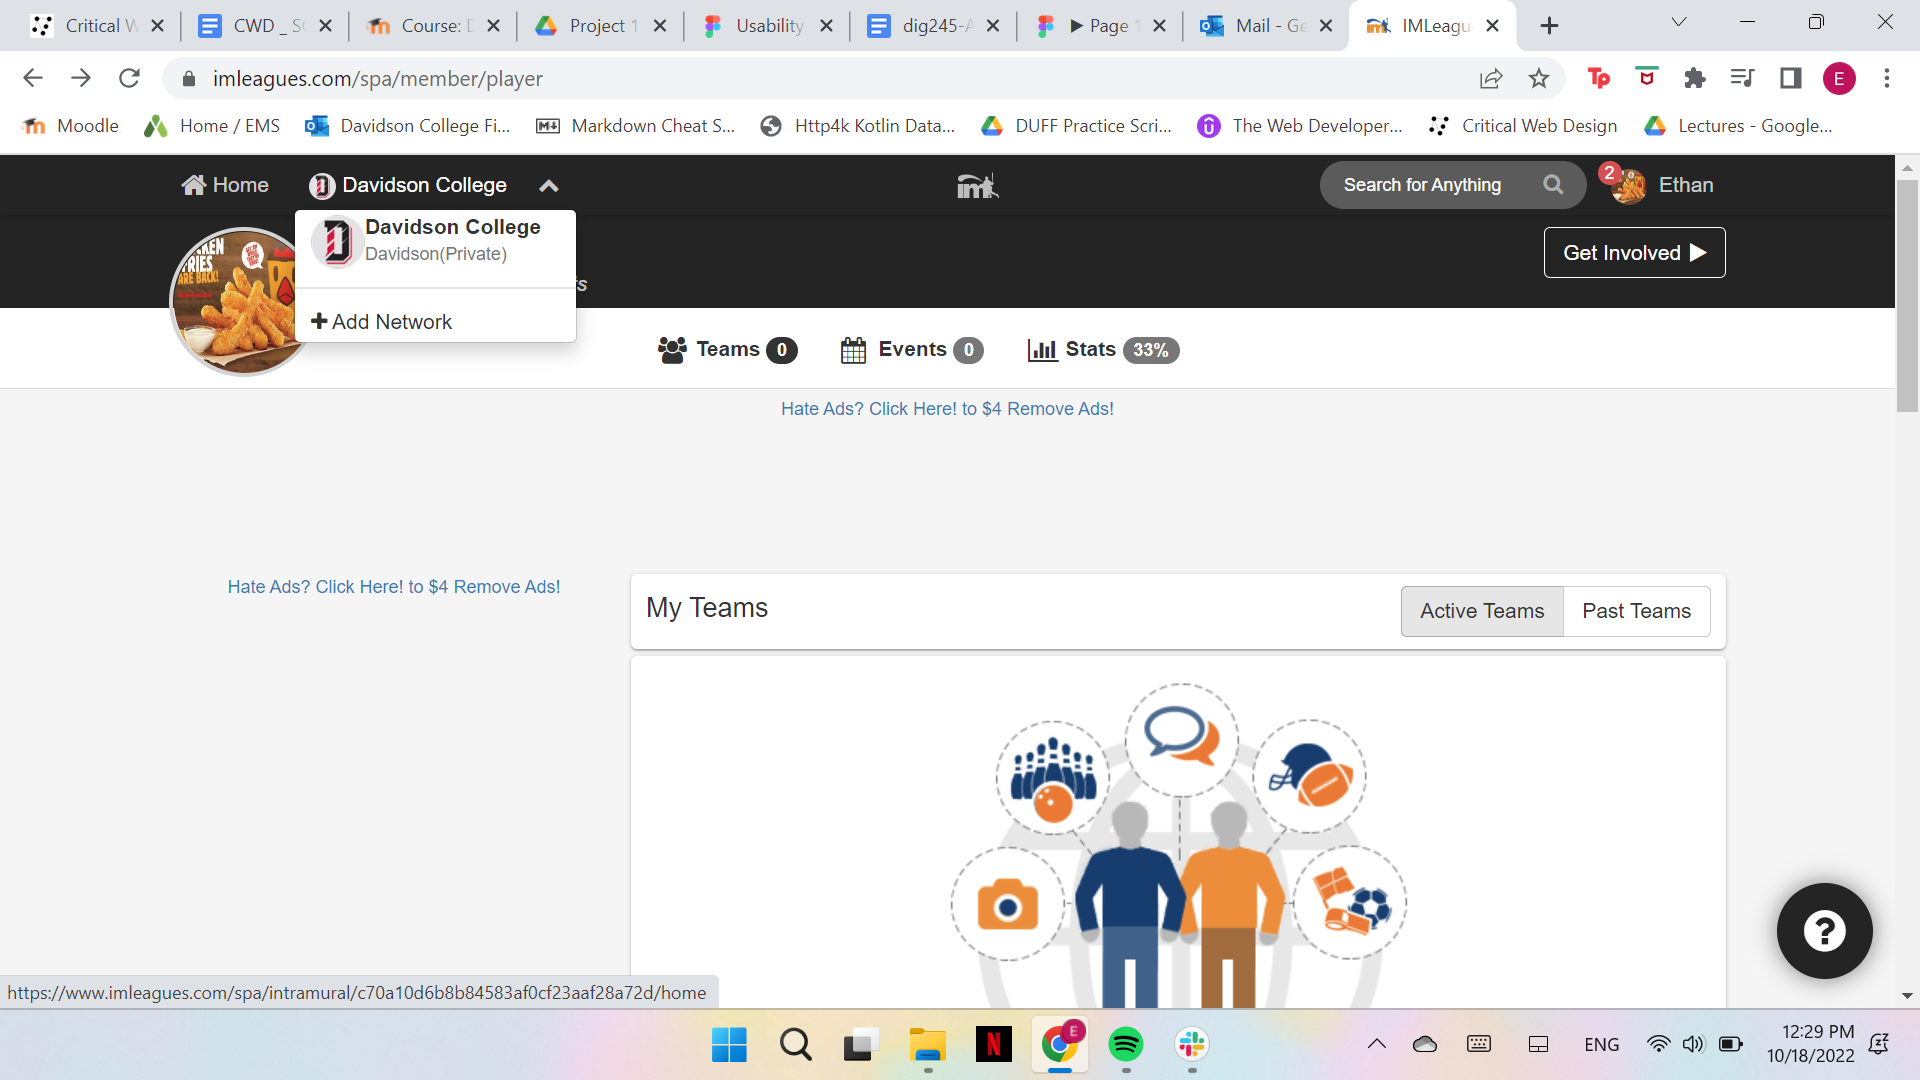 Critical W
CWD _ S
Course: D
Project 1
Usability
dig245-A
▶ Page 1
Mail - Ge
IMLeagu
imleagues.com/spa/member/player
Tp
E
Moodle
Home / EMS
Davidson College Fi...
Markdown Cheat S...
Http4k Kotlin Data...
DUFF Practice Scri...
The Web Developer...
Critical Web Design
Lectures - Google...
Home
Davidson College
im
Search for Anything
2
Ethan
Davidson College
Davidson(Private)
Add Network
Get Involved ▶
Teams 0
Events 0
Stats 33%
Hate Ads? Click Here! to $4 Remove Ads!
Hate Ads? Click Here! to $4 Remove Ads!
My Teams
Active Teams
Past Teams
?
https://www.imleagues.com/spa/intramural/c70a10d6b8b84583af0cf23aaf28a72d/home
N
E
ENG
12:29 PM
10/18/2022